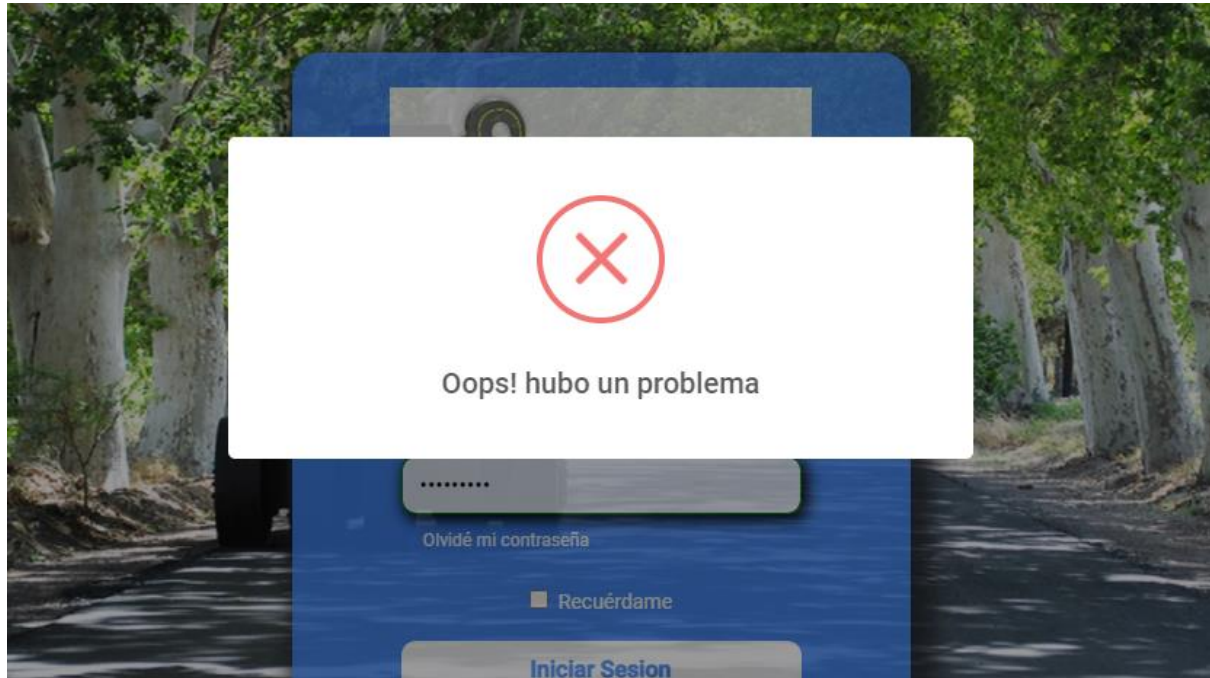 Oops! hubo un problema
•••••••••
Olvidé mi contraseña
Recuérdame
Iniciar Sesion